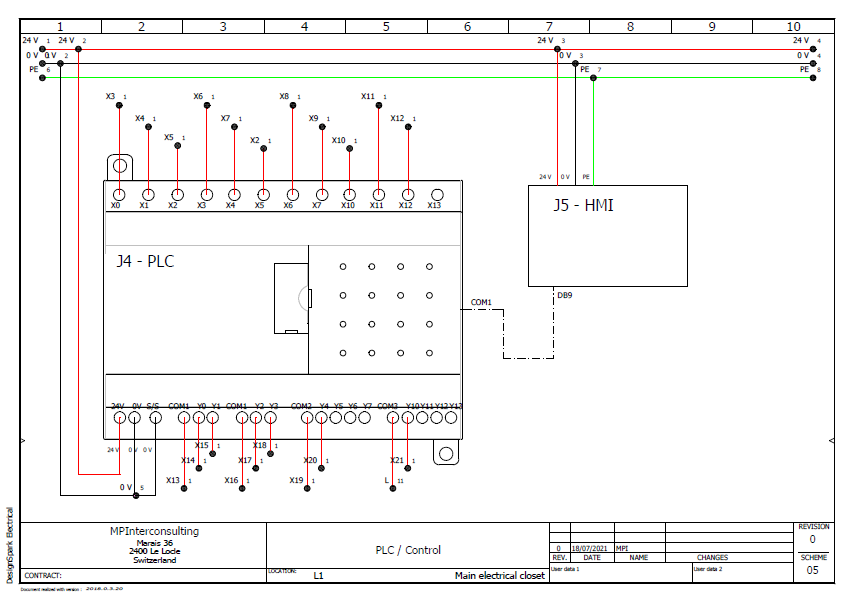 1 2 3 4 5 6 7 8 9 10
24 V 1 24 V 2 24 V 3 24 V 4
0 V 0 V 2 0 V 3 0 V 4
PE 6 PE 7 PE 8
X3 1 X6 1 X8 1 X11 1
X4 1 X7 1 X9 1 X12 1
X5 1 X2 1 X10 1
24 V 0 V PE
X0 X1 X2 X3 X4 X5 X6 X7 X10 X11 X12 X13
J5 - HMI
J4 - PLC
COM1
DB9
24V 0V S/S COM1 Y0 Y1 COM1 Y2 Y3 COM2 Y4 Y5 Y6 Y7 COM3 Y10 Y11 Y12 Y13
24 V 0 V 0 V X15 1 X18 1
X14 1 X17 1 X20 1 X21 1
X13 1 X16 1 X19 1 L 11
0 V 5
DesignSpark Electrical
MPInterconsulting
Marais 36
2400 Le Locle
Switzerland
CONTRACT:
PLC / Control
LOCATION:
L1
Main electrical closet
0 18/07/2021 MPI
REV. DATE NAME CHANGES
User data 1 User data 2
REVISION
0
SCHEME
05
Document realized with version : 2018.0.3.20